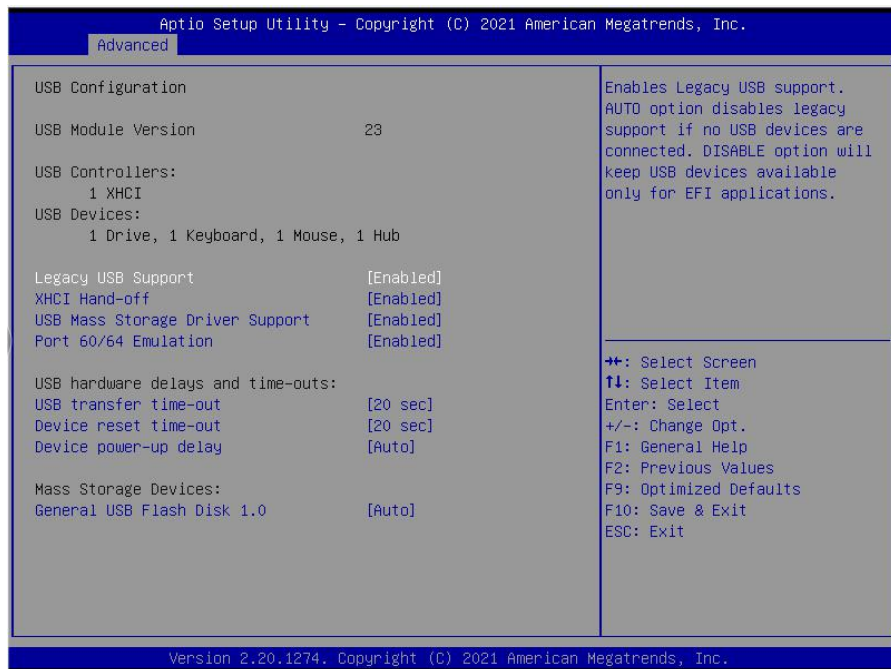 Aptio Setup Utility – Copyright (C) 2021 American Megatrends, Inc.
Advanced
USB Configuration
USB Module Version 23
USB Controllers:
1 XHCI
USB Devices:
1 Drive, 1 Keyboard, 1 Mouse, 1 Hub
Legacy USB Support [Enabled]
XHCI Hand-off [Enabled]
USB Mass Storage Driver Support [Enabled]
Port 60/64 Emulation [Enabled]
USB hardware delays and time-outs:
USB transfer time-out [20 sec]
Device reset time-out [20 sec]
Device power-up delay [Auto]
Mass Storage Devices:
General USB Flash Disk 1.0 [Auto]
Enables Legacy USB support.
AUTO option disables legacy
support if no USB devices are
connected. DISABLE option will
keep USB devices available
only for EFI applications.
→←: Select Screen
↑↓: Select Item
Enter: Select
+/-: Change Opt.
F1: General Help
F2: Previous Values
F9: Optimized Defaults
F10: Save & Exit
ESC: Exit
Version 2.20.1274. Copyright (C) 2021 American Megatrends, Inc.